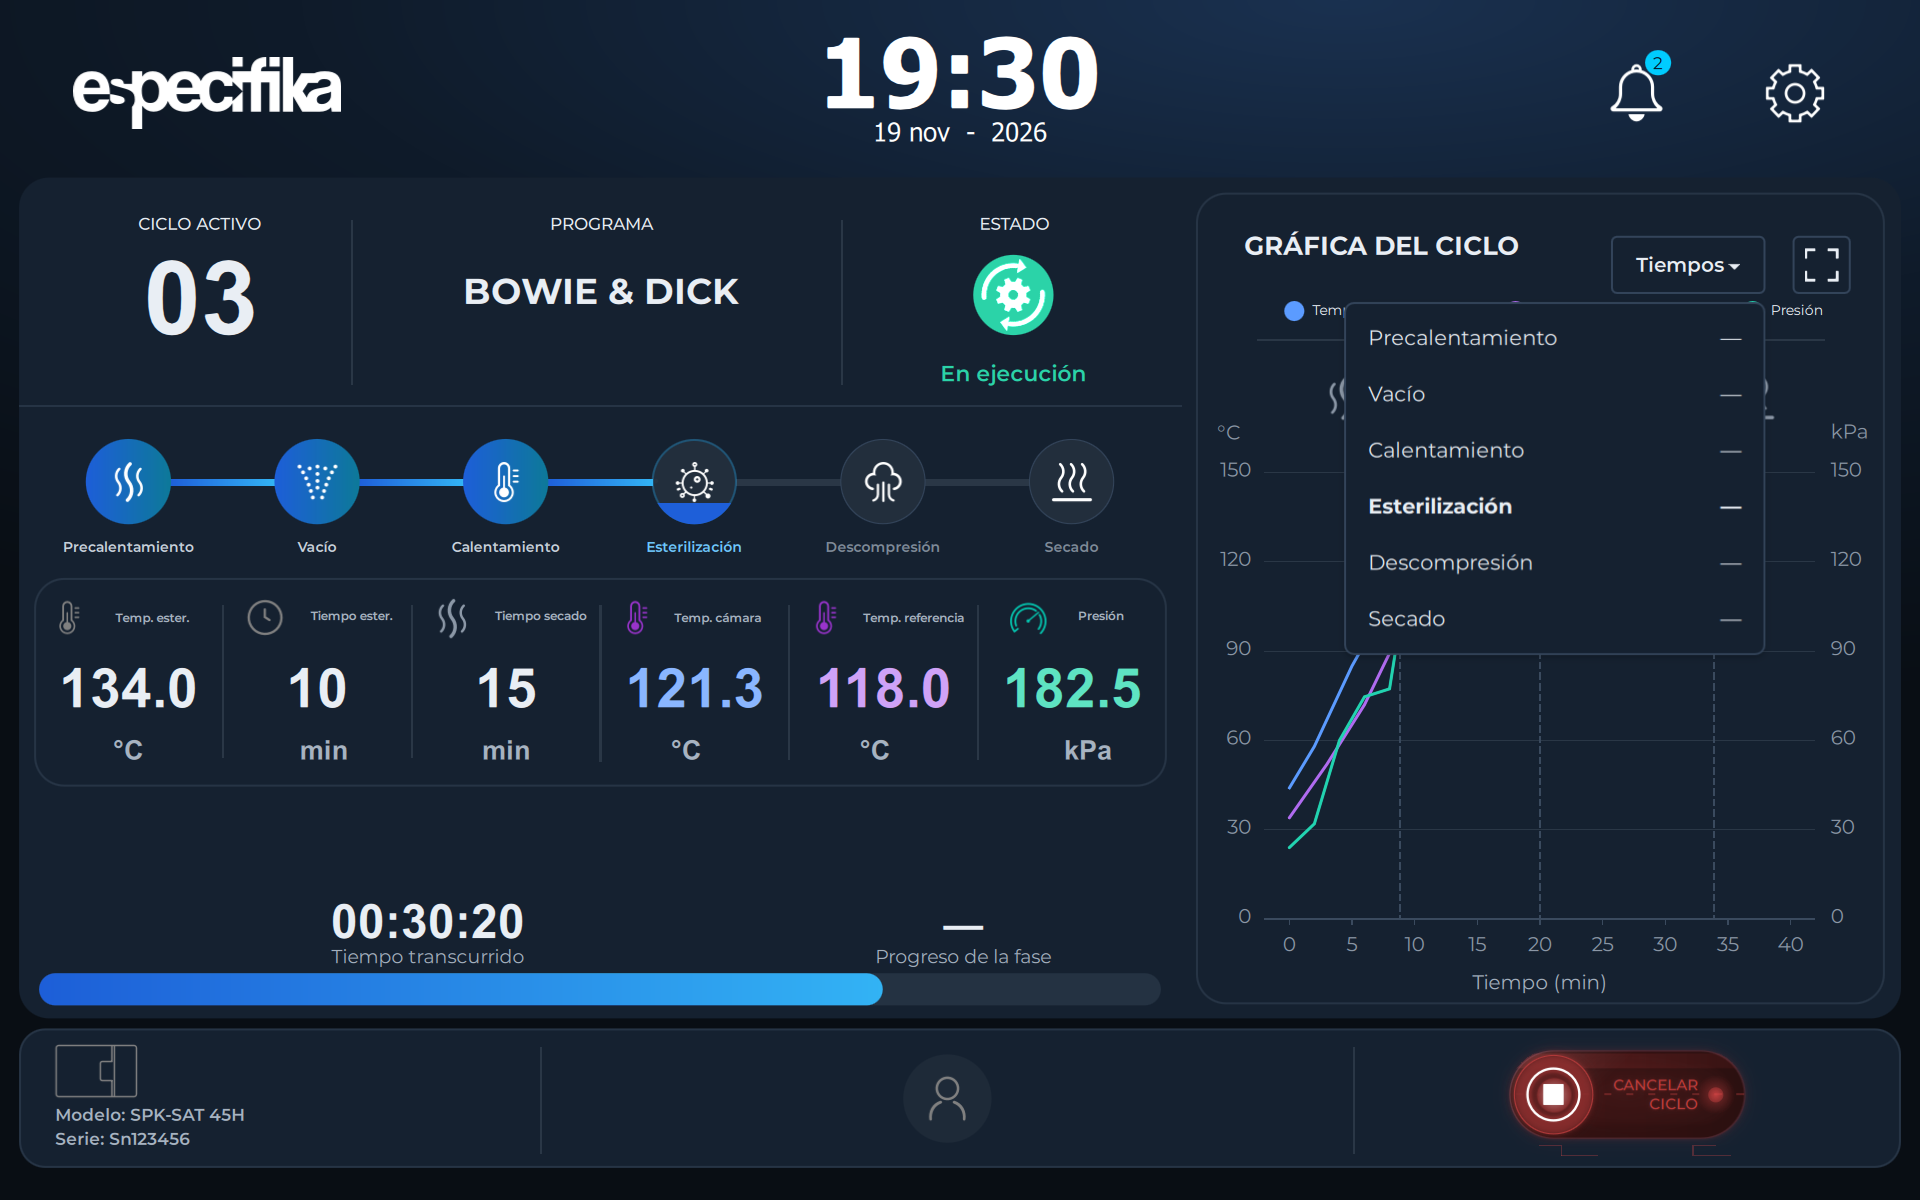 especifika
19:30
19 nov - 2026
2
CICLO ACTIVO
03
PROGRAMA
BOWIE & DICK
ESTADO
En ejecución
Precalentamiento
Vacío
Calentamiento
Esterilización
Descompresión
Secado
Temp. ester.
134.0
°C
Tiempo ester.
10
min
Tiempo secado
15
min
Temp. cámara
121.3
°C
Temp. referencia
118.0
°C
Presión
182.5
kPa
00:30:20
Tiempo transcurrido
—
Progreso de la fase
GRÁFICA DEL CICLO
Tiempos
Presión
Precalentamiento —
Vacío —
Calentamiento —
Esterilización —
Descompresión —
Secado —
°C
150
120
90
60
30
0
kPa
150
120
90
60
30
0
0 5 10 15 20 25 30 35 40
Tiempo (min)
Modelo: SPK-SAT 45H
Serie: Sn123456
CANCELAR
CICLO